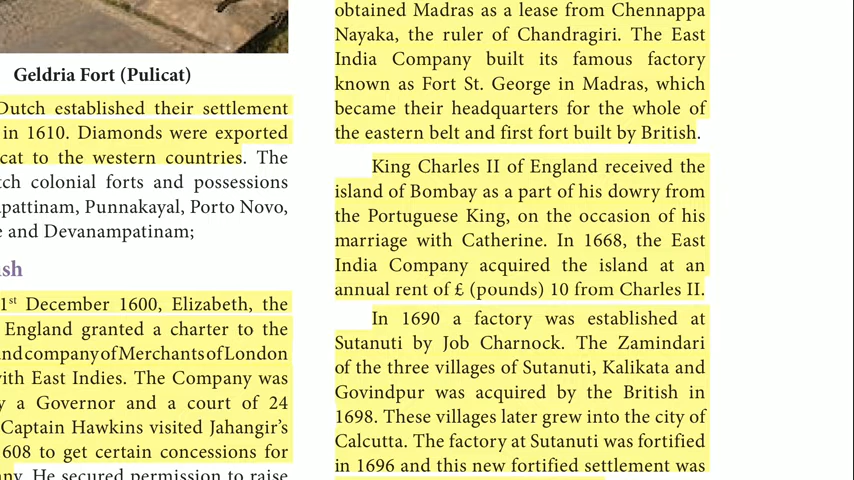 Geldria Fort (Pulicat)
Dutch established their settlement
in 1610. Diamonds were exported
to the western countries. The
colonial forts and possessions
Punnakayal, Porto Novo,
and Devanampatinam;
December 1600, Elizabeth, the
England granted a charter to the
company of Merchants of London
East Indies. The Company was
a Governor and a court of 24
Captain Hawkins visited Jahangir’s
to get certain concessions for
He secured permission to raise
obtained Madras as a lease from Chennappa
Nayaka, the ruler of Chandragiri. The East
India Company built its famous factory
known as Fort St. George in Madras, which
became their headquarters for the whole of
the eastern belt and first fort built by British.
King Charles II of England received the
island of Bombay as a part of his dowry from
the Portuguese King, on the occasion of his
marriage with Catherine. In 1668, the East
India Company acquired the island at an
annual rent of £ (pounds) 10 from Charles II.
In 1690 a factory was established at
Sutanuti by Job Charnock. The Zamindari
of the three villages of Sutanuti, Kalikata and
Govindpur was acquired by the British in
1698. These villages later grew into the city of
Calcutta. The factory at Sutanuti was fortified
in 1696 and this new fortified settlement was